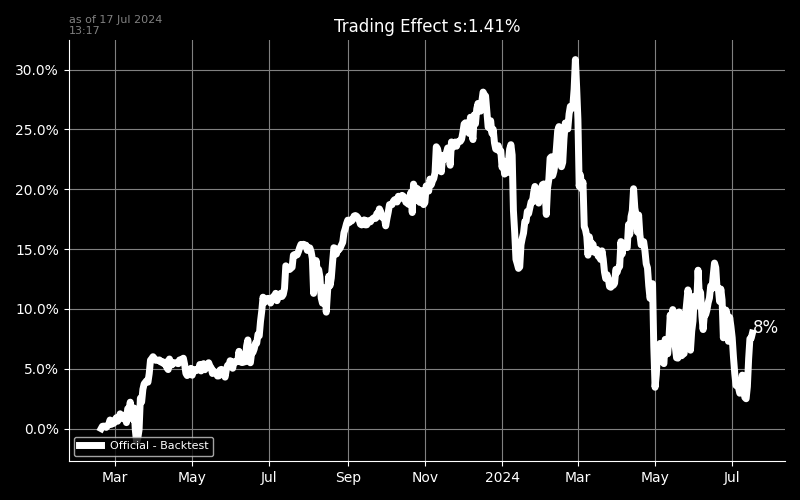 as of 17 Jul 2024
13:17
Trading Effect s:1.41%
30.0%
25.0%
20.0%
15.0%
10.0%
5.0%
0.0%
8%
Official - Backtest
Mar May Jul Sep Nov 2024 Mar May Jul